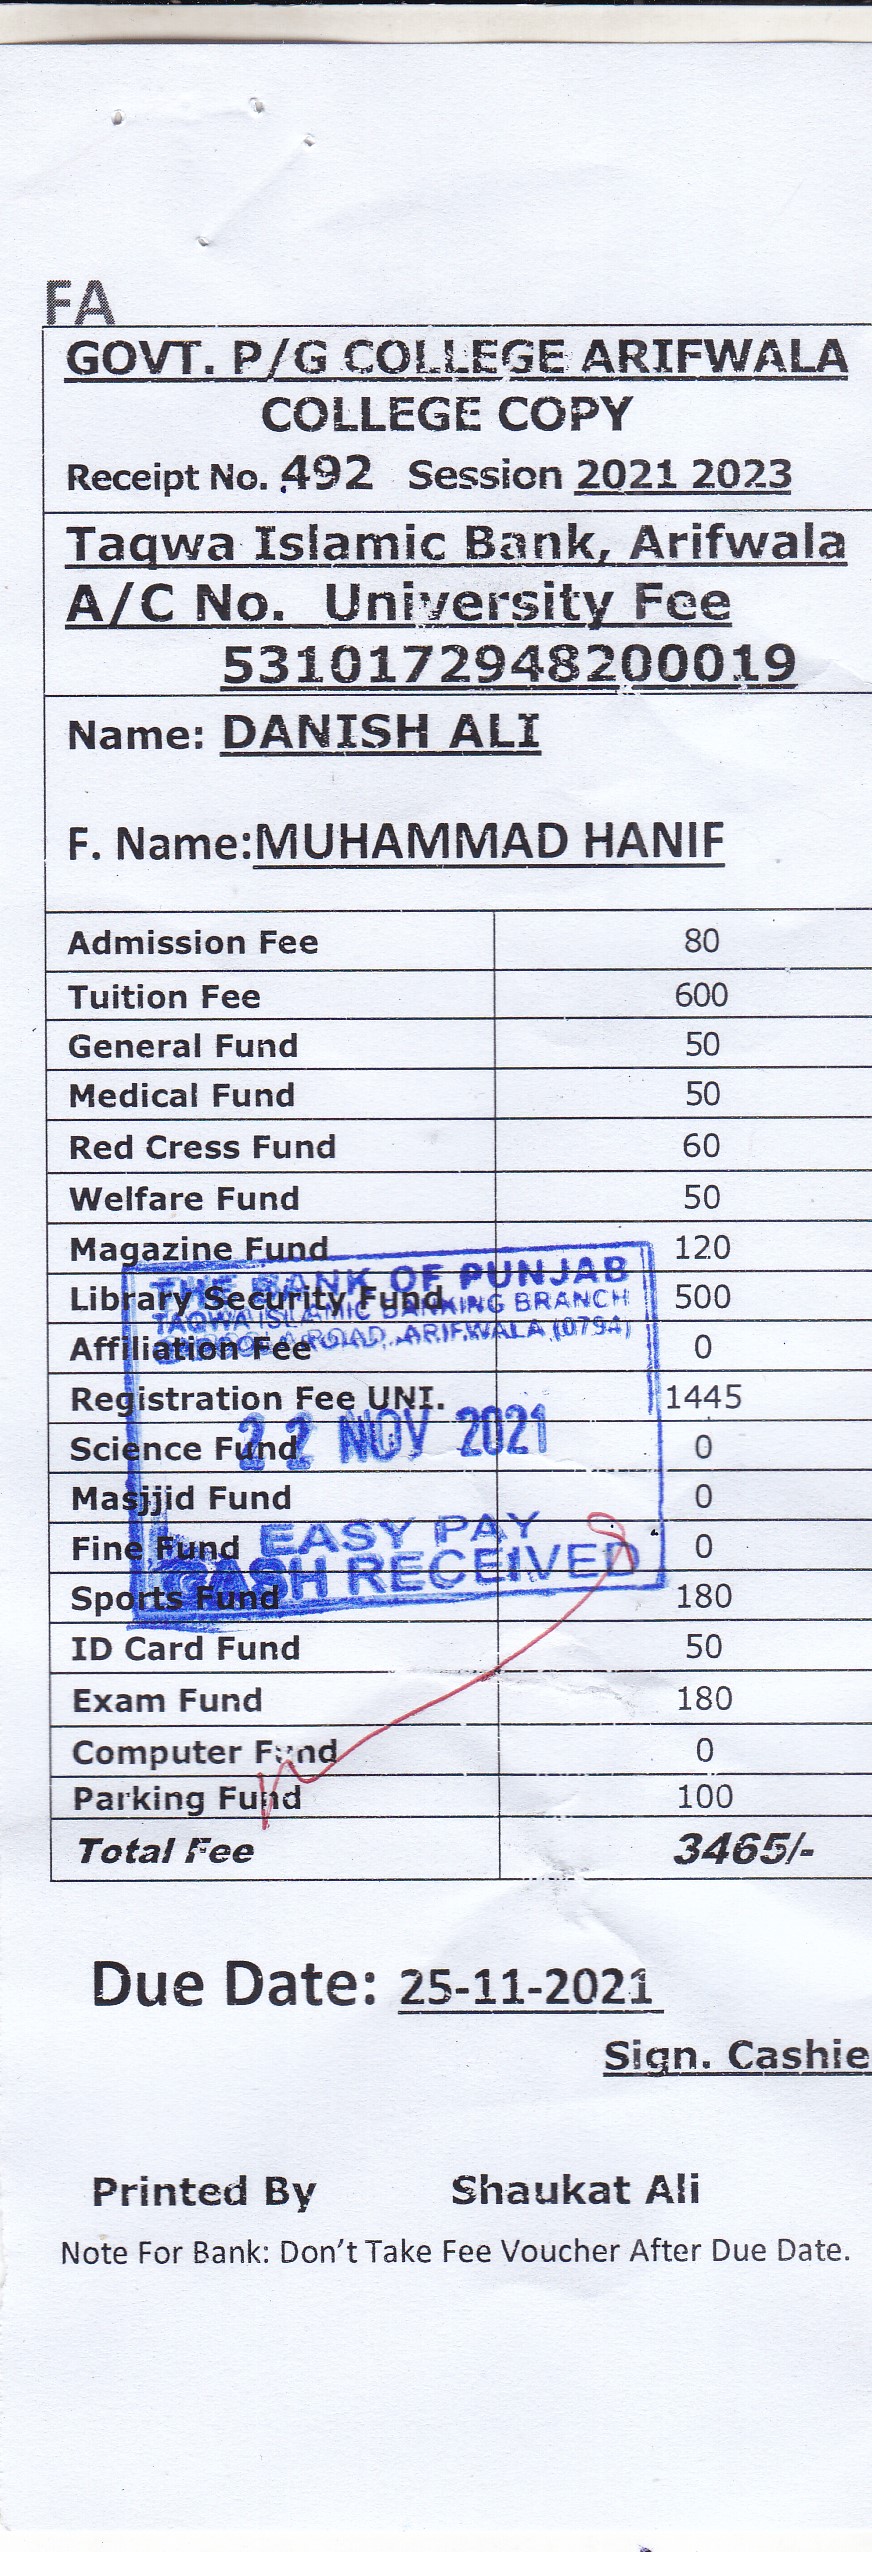 FA
GOVT. P/G COLLEGE ARIFWALA
COLLEGE COPY
Receipt No. 492 Session 2021 2023
Taqwa Islamic Bank, Arifwala
A/C No. University Fee
5310172948200019
Name: DANISH ALI
F. Name:MUHAMMAD HANIF
Admission Fee 80
Tuition Fee 600
General Fund 50
Medical Fund 50
Red Cress Fund 60
Welfare Fund 50
Magazine Fund 120
THE BANK OF PUNJAB
Library Security Fund 500
TAQWA ISLAMIC BANKING BRANCH
ROAD, ARIFWALA (0794)
Affiliation Fee 0
Registration Fee UNI. 1445
22 NOV 2021
Science Fund 0
Masjjid Fund 0
EASY PAY
Fine Fund 0
CASH RECEIVED
Sports Fund 180
ID Card Fund 50
Exam Fund 180
Computer Fund 0
Parking Fund 100
Total Fee 3465/-
Due Date: 25-11-2021
Sign. Cashie
Printed By Shaukat Ali
Note For Bank: Don't Take Fee Voucher After Due Date.